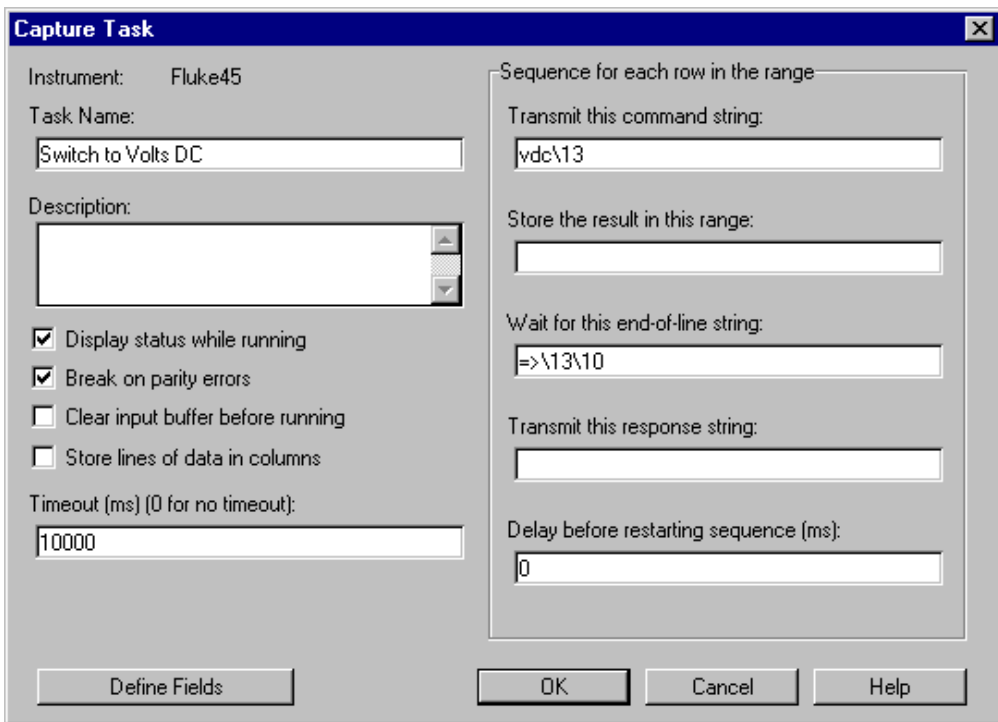 Capture Task
Instrument: Fluke45
Task Name:
Switch to Volts DC
Description:
Display status while running
Break on parity errors
Clear input buffer before running
Store lines of data in columns
Timeout (ms) (0 for no timeout):
10000
Sequence for each row in the range
Transmit this command string:
vdc\13
Store the result in this range:
Wait for this end-of-line string:
=>\13\10
Transmit this response string:
Delay before restarting sequence (ms):
0
Define Fields
OK
Cancel
Help